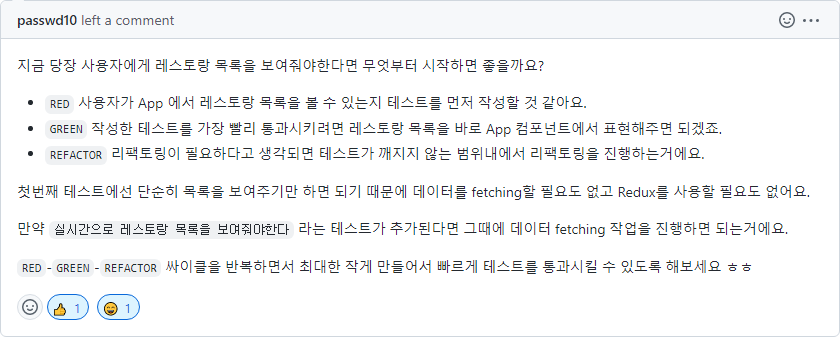 passwd10 left a comment
지금 당장 사용자에게 레스토랑 목록을 보여줘야한다면 무엇부터 시작하면 좋을까요?
• RED 사용자가 App 에서 레스토랑 목록을 볼 수 있는지 테스트를 먼저 작성할 것 같아요.
• GREEN 작성한 테스트를 가장 빨리 통과시키려면 레스토랑 목록을 바로 App 컴포넌트에서 표현해주면 되겠죠.
• REFACTOR 리팩토링이 필요하다고 생각되면 테스트가 깨지지 않는 범위내에서 리팩토링을 진행하는거에요.
첫번째 테스트에선 단순히 목록을 보여주기만 하면 되기 때문에 데이터를 fetching할 필요도 없고 Redux를 사용할 필요도 없어요.
만약 실시간으로 레스토랑 목록을 보여줘야한다 라는 테스트가 추가된다면 그때에 데이터 fetching 작업을 진행하면 되는거에요.
RED - GREEN - REFACTOR 싸이클을 반복하면서 최대한 작게 만들어서 빠르게 테스트를 통과시킬 수 있도록 해보세요 ㅎㅎ
👍 1 😄 1